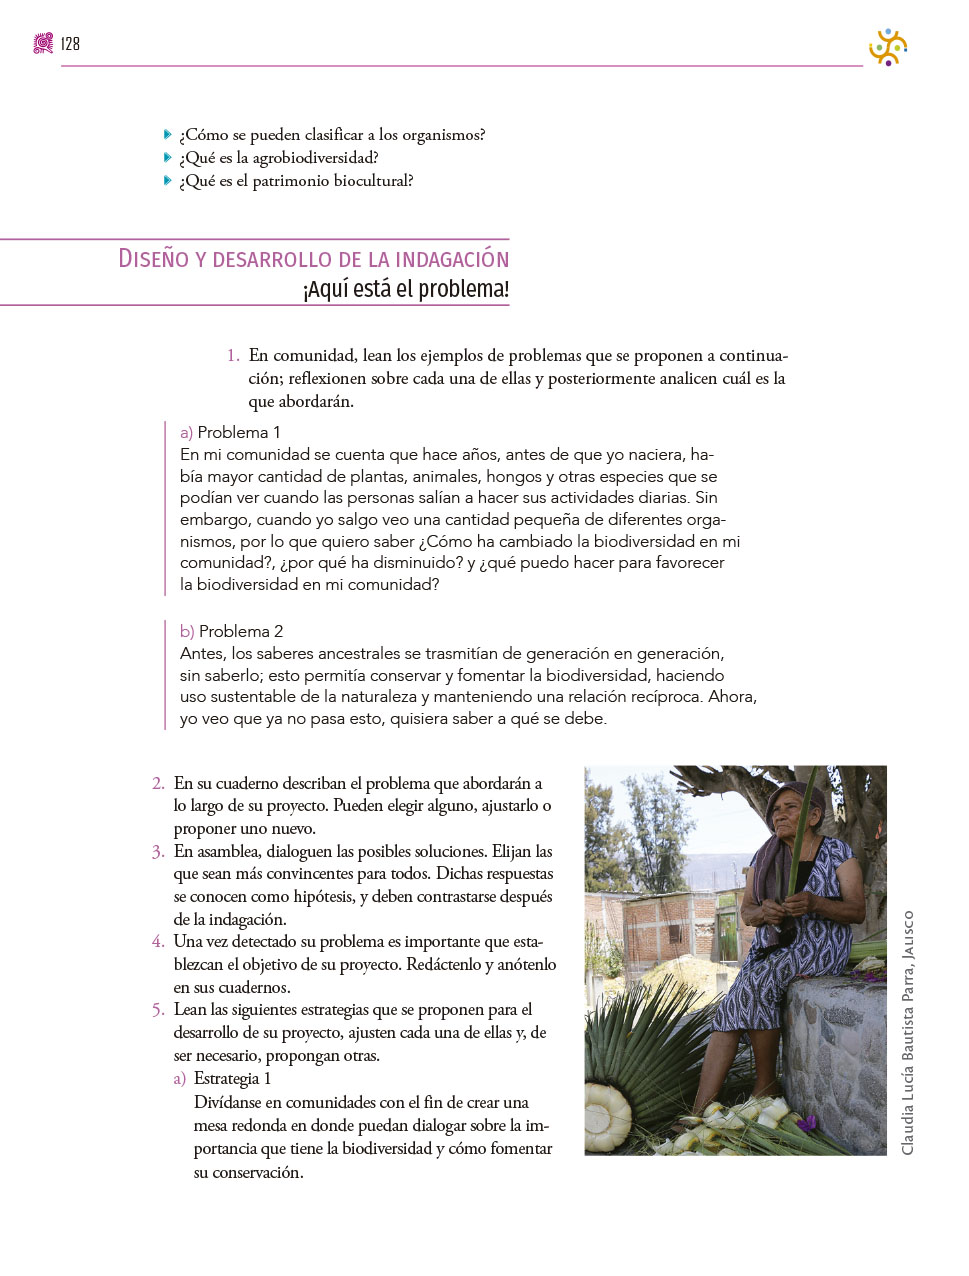 128
¿Cómo se pueden clasificar a los organismos?
¿Qué es la agrobiodiversidad?
¿Qué es el patrimonio biocultural?
Diseño y desarrollo de la indagación
¡Aquí está el problema!
1. En comunidad, lean los ejemplos de problemas que se proponen a continua-
ción; reflexionen sobre cada una de ellas y posteriormente analicen cuál es la
que abordarán.
a) Problema 1
En mi comunidad se cuenta que hace años, antes de que yo naciera, ha-
bía mayor cantidad de plantas, animales, hongos y otras especies que se
podían ver cuando las personas salían a hacer sus actividades diarias. Sin
embargo, cuando yo salgo veo una cantidad pequeña de diferentes orga-
nismos, por lo que quiero saber ¿Cómo ha cambiado la biodiversidad en mi
comunidad?, ¿por qué ha disminuido? y ¿qué puedo hacer para favorecer
la biodiversidad en mi comunidad?
b) Problema 2
Antes, los saberes ancestrales se trasmitían de generación en generación,
sin saberlo; esto permitía conservar y fomentar la biodiversidad, haciendo
uso sustentable de la naturaleza y manteniendo una relación recíproca. Ahora,
yo veo que ya no pasa esto, quisiera saber a qué se debe.
2. En su cuaderno describan el problema que abordarán a
lo largo de su proyecto. Pueden elegir alguno, ajustarlo o
proponer uno nuevo.
3. En asamblea, dialoguen las posibles soluciones. Elijan las
que sean más convincentes para todos. Dichas respuestas
se conocen como hipótesis, y deben contrastarse después
de la indagación.
4. Una vez detectado su problema es importante que esta-
blezcan el objetivo de su proyecto. Redáctenlo y anótenlo
en sus cuadernos.
5. Lean las siguientes estrategias que se proponen para el
desarrollo de su proyecto, ajusten cada una de ellas y, de
ser necesario, propongan otras.
a) Estrategia 1
Divídanse en comunidades con el fin de crear una
mesa redonda en donde puedan dialogar sobre la im-
portancia que tiene la biodiversidad y cómo fomentar
su conservación.
Claudia Lucía Bautista Parra, Jalisco